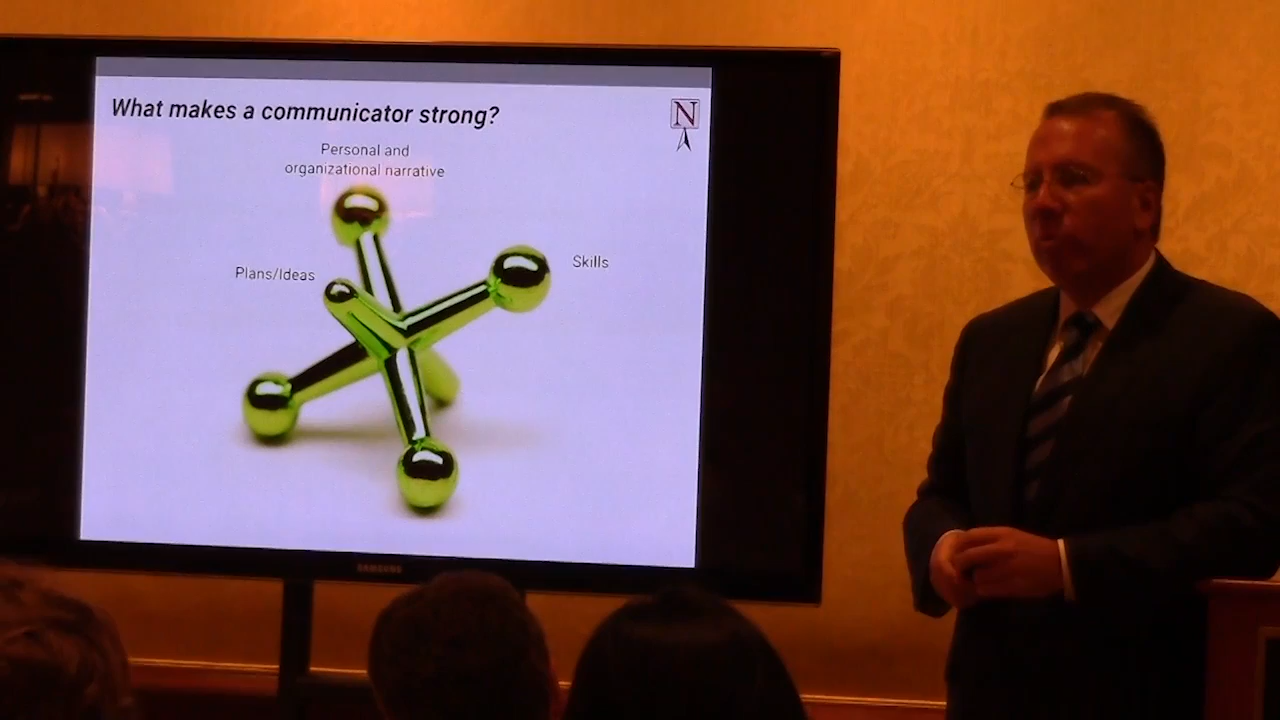 What makes a communicator strong?
N
Personal and
organizational narrative
Plans/Ideas
Skills
SAMSUNG